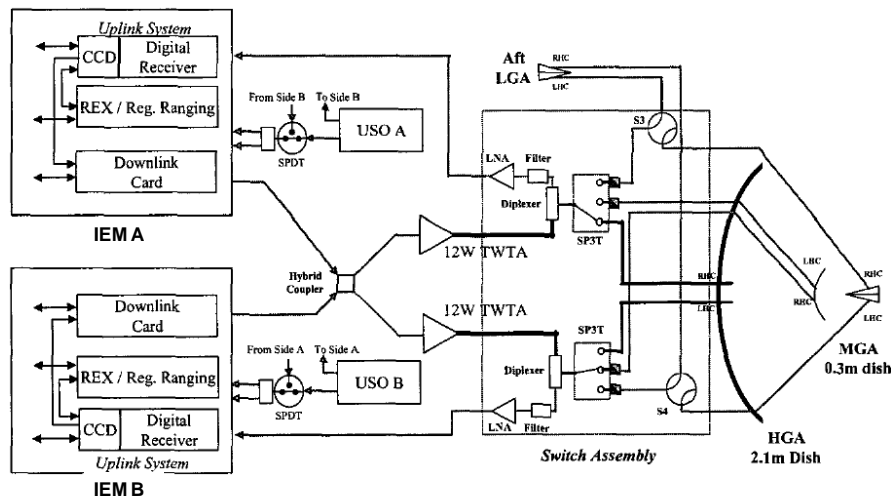 Uplink System
CCD
Digital
Receiver
REX / Reg. Ranging
Downlink
Card
IEM A
From Side B
To Side B
USO A
SPDT
Hybrid
Coupler
12W TWTA
12W TWTA
Downlink
Card
REX / Reg. Ranging
CCD
Digital
Receiver
Uplink System
IEM B
From Side A
To Side A
USO B
SPDT
LNA
Filter
Diplexer
SP3T
S3
SP3T
Diplexer
LNA
Filter
S4
Switch Assembly
Aft
LGA
RHC
LHC
RHC
LHC
LHC
RHC
RHC
LHC
MGA
0.3m dish
HGA
2.1m Dish